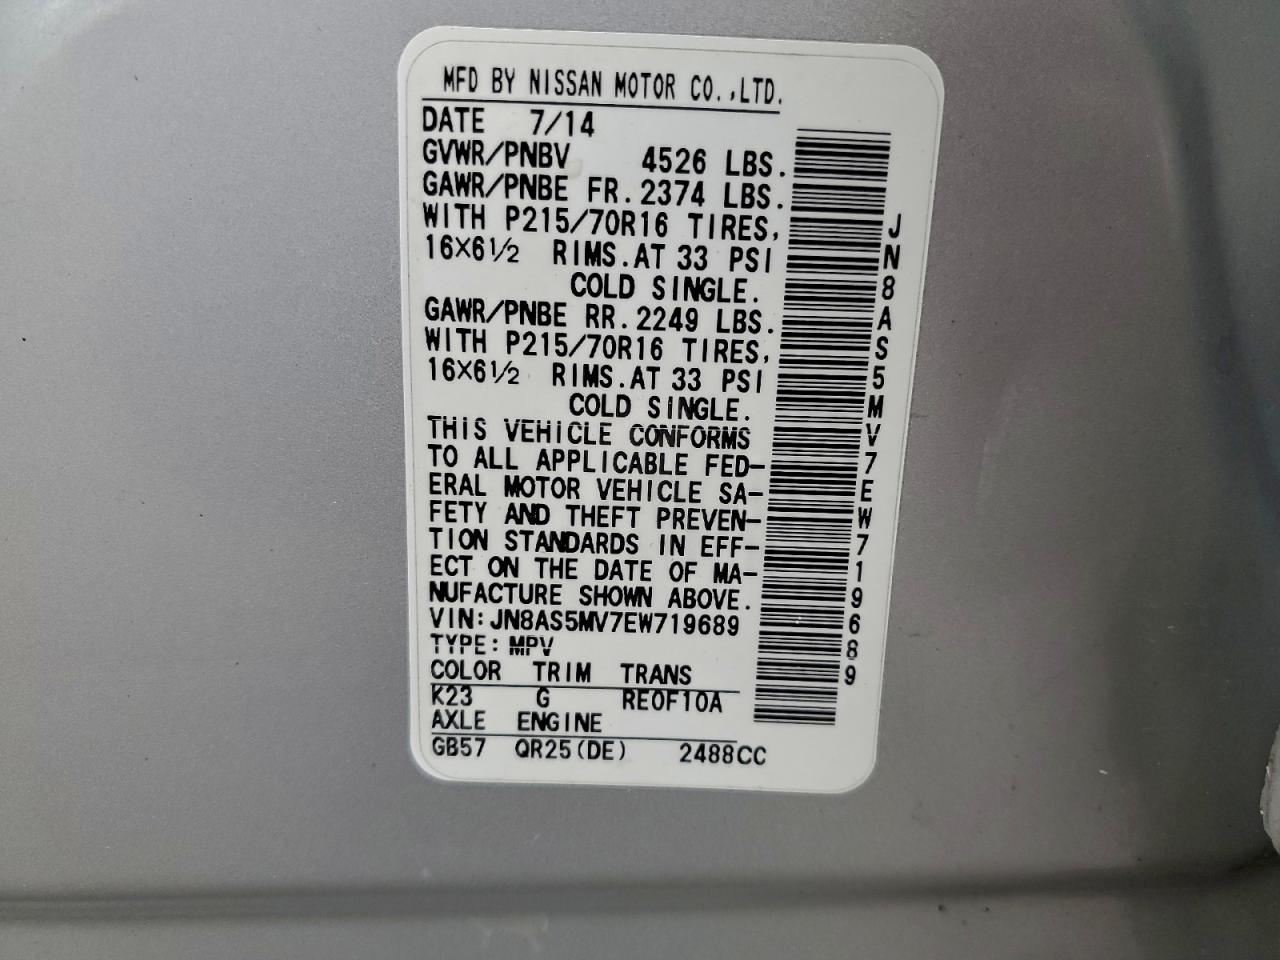 MFD BY NISSAN MOTOR CO.,LTD.
DATE 7/14
GVWR/PNBV 4526 LBS.
GAWR/PNBE FR.2374 LBS.
WITH P215/70R16 TIRES,
16X6½ RIMS.AT 33 PSI
COLD SINGLE.
GAWR/PNBE RR.2249 LBS.
WITH P215/70R16 TIRES,
16X6½ RIMS.AT 33 PSI
COLD SINGLE.
THIS VEHICLE CONFORMS
TO ALL APPLICABLE FED-
ERAL MOTOR VEHICLE SA-
FETY AND THEFT PREVEN-
TION STANDARDS IN EFF-
ECT ON THE DATE OF MA-
NUFACTURE SHOWN ABOVE.
VIN:JN8AS5MV7EW719689
TYPE:MPV
COLOR TRIM TRANS
K23 G RE0F10A
AXLE ENGINE
GB57 QR25(DE) 2488CC
JN8AS5MV7EW719689